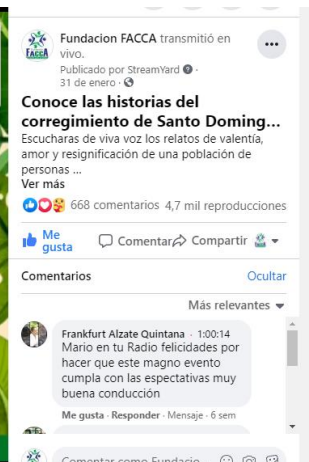 Fundacion FACCA transmitió en
vivo.
FACCA
Publicado por StreamYard ·
31 de enero ·
Conoce las historias del
corregimiento de Santo Doming...
Escucharas de viva voz los relatos de valentía,
amor y resignificación de una población de
personas ...
Ver más
668 comentarios 4,7 mil reproducciones
Me
gusta
Comentar
Compartir
Comentarios Ocultar
Más relevantes
Frankfurt Alzate Quintana · 1:00:14
Mario en tu Radio felicidades por
hacer que este magno evento
cumpla con las espectativas muy
buena conducción
Me gusta · Responder · Mensaje · 6 sem
Comentar como Fundacio